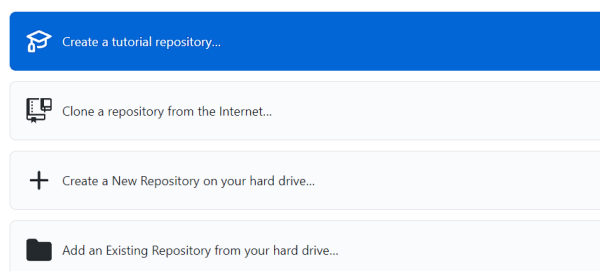 Create a tutorial repository...
Clone a repository from the Internet...
Create a New Repository on your hard drive...
Add an Existing Repository from your hard drive...